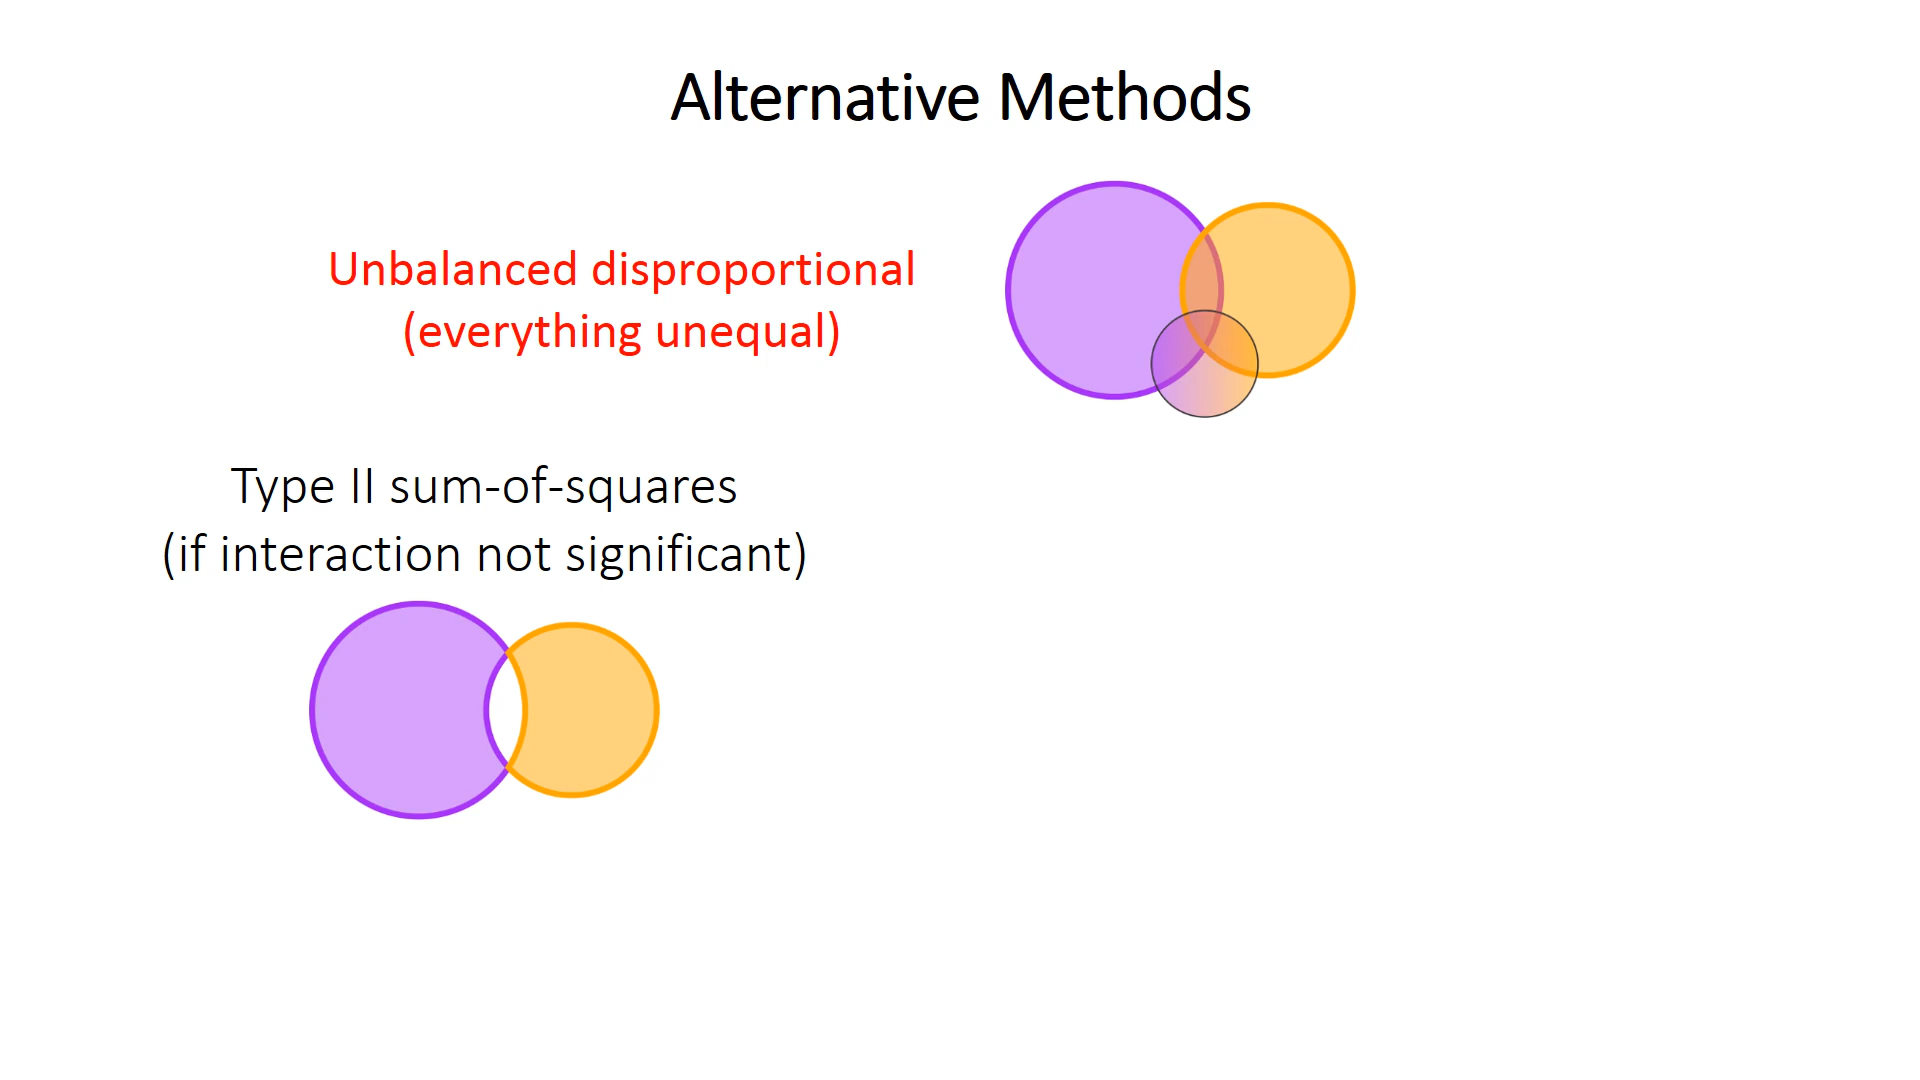 Alternative Methods
Unbalanced disproportional
(everything unequal)
Type II sum-of-squares
(if interaction not significant)